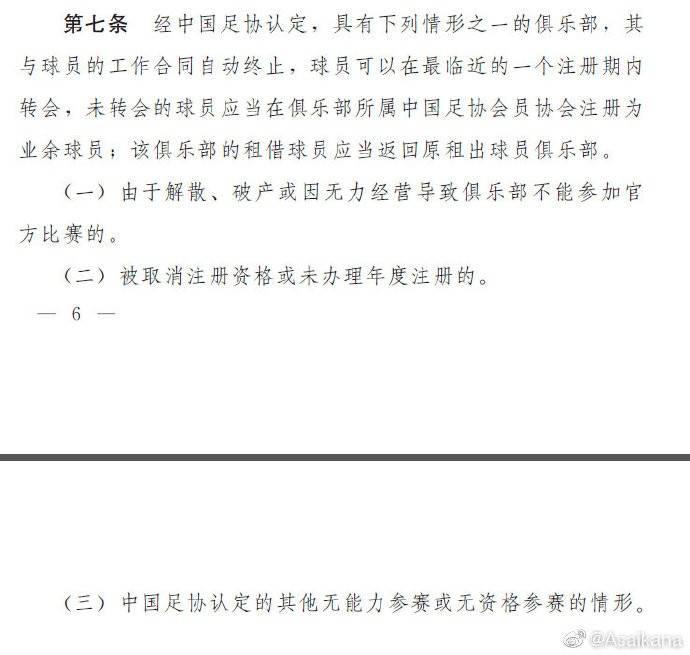 第七条 经中国足协认定，具有下列情形之一的俱乐部，其
与球员的工作合同自动终止，球员可以在最临近的一个注册期内
转会，未转会的球员应当在俱乐部所属中国足协会员协会注册为
业余球员；该俱乐部的租借球员应当返回原租出球员俱乐部。
（一）由于解散、破产或因无力经营导致俱乐部不能参加官
方比赛的。
（二）被取消注册资格或未办理年度注册的。
— 6 —
（三）中国足协认定的其他无能力参赛或无资格参赛的情形。
@Asaikana